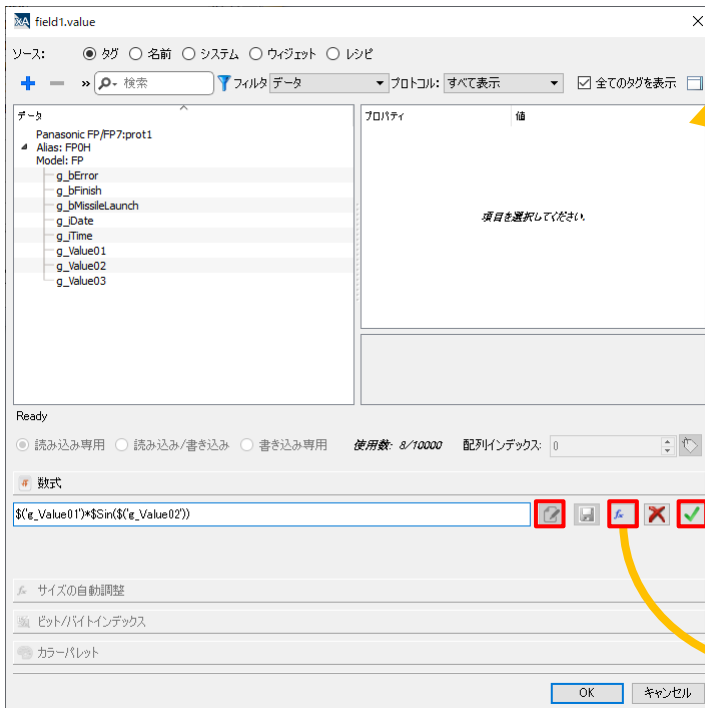 field1.value
ソース: タグ 名前 システム ウィジェット レシピ
» 検索 フィルタ データ プロトコル: すべて表示 全てのタグを表示
データ プロパティ 値
Panasonic FP/FP7:prot1
Alias: FP0H
Model: FP
g_bError
g_bFinish
g_bMissileLaunch
g_iDate
g_iTime
g_Value01
g_Value02
g_Value03
項目を選択してください.
Ready
読み込み専用 読み込み/書き込み 書き込み専用 使用数: 8/10000 配列インデックス: 0
数式
$('g_Value01')*$Sin($('g_Value02'))
サイズの自動調整
ビット/バイトインデックス
カラーパレット
OK キャンセル